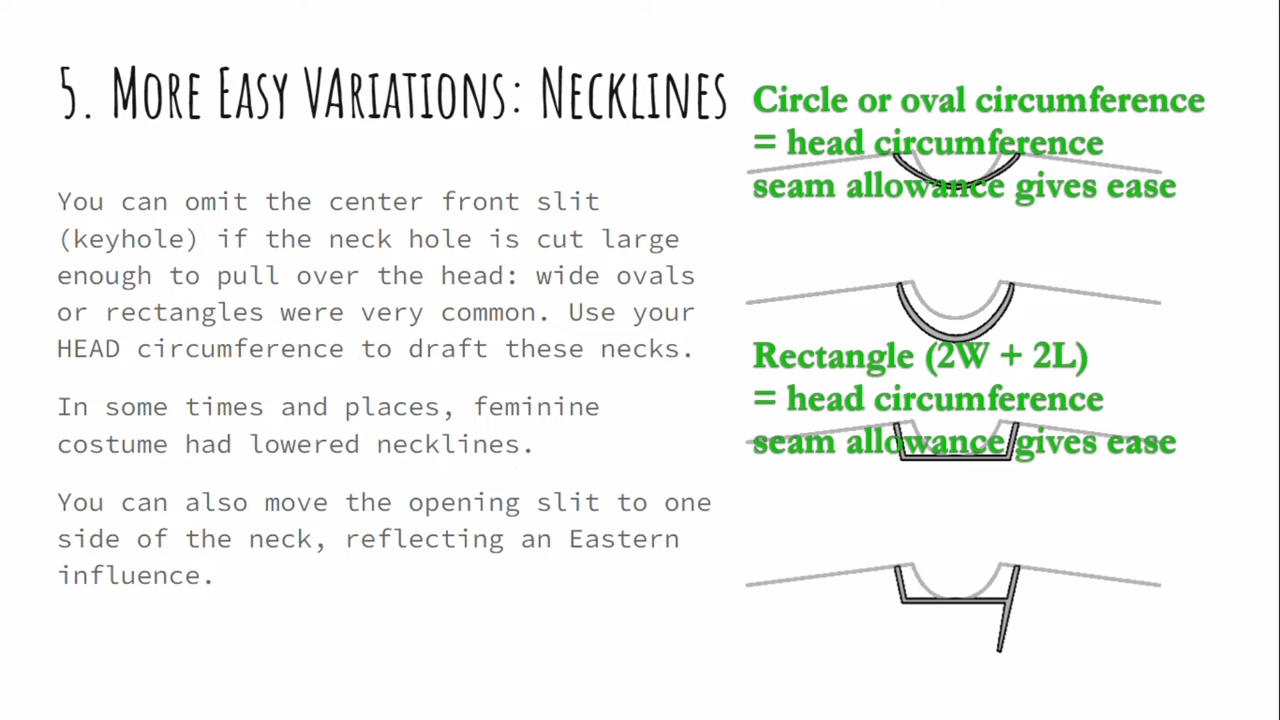 5. More Easy Variations: Necklines
You can omit the center front slit
(keyhole) if the neck hole is cut large
enough to pull over the head: wide ovals
or rectangles were very common. Use your
HEAD circumference to draft these necks.
In some times and places, feminine
costume had lowered necklines.
You can also move the opening slit to one
side of the neck, reflecting an Eastern
influence.
Circle or oval circumference
= head circumference
seam allowance gives ease
Rectangle (2W + 2L)
= head circumference
seam allowance gives ease